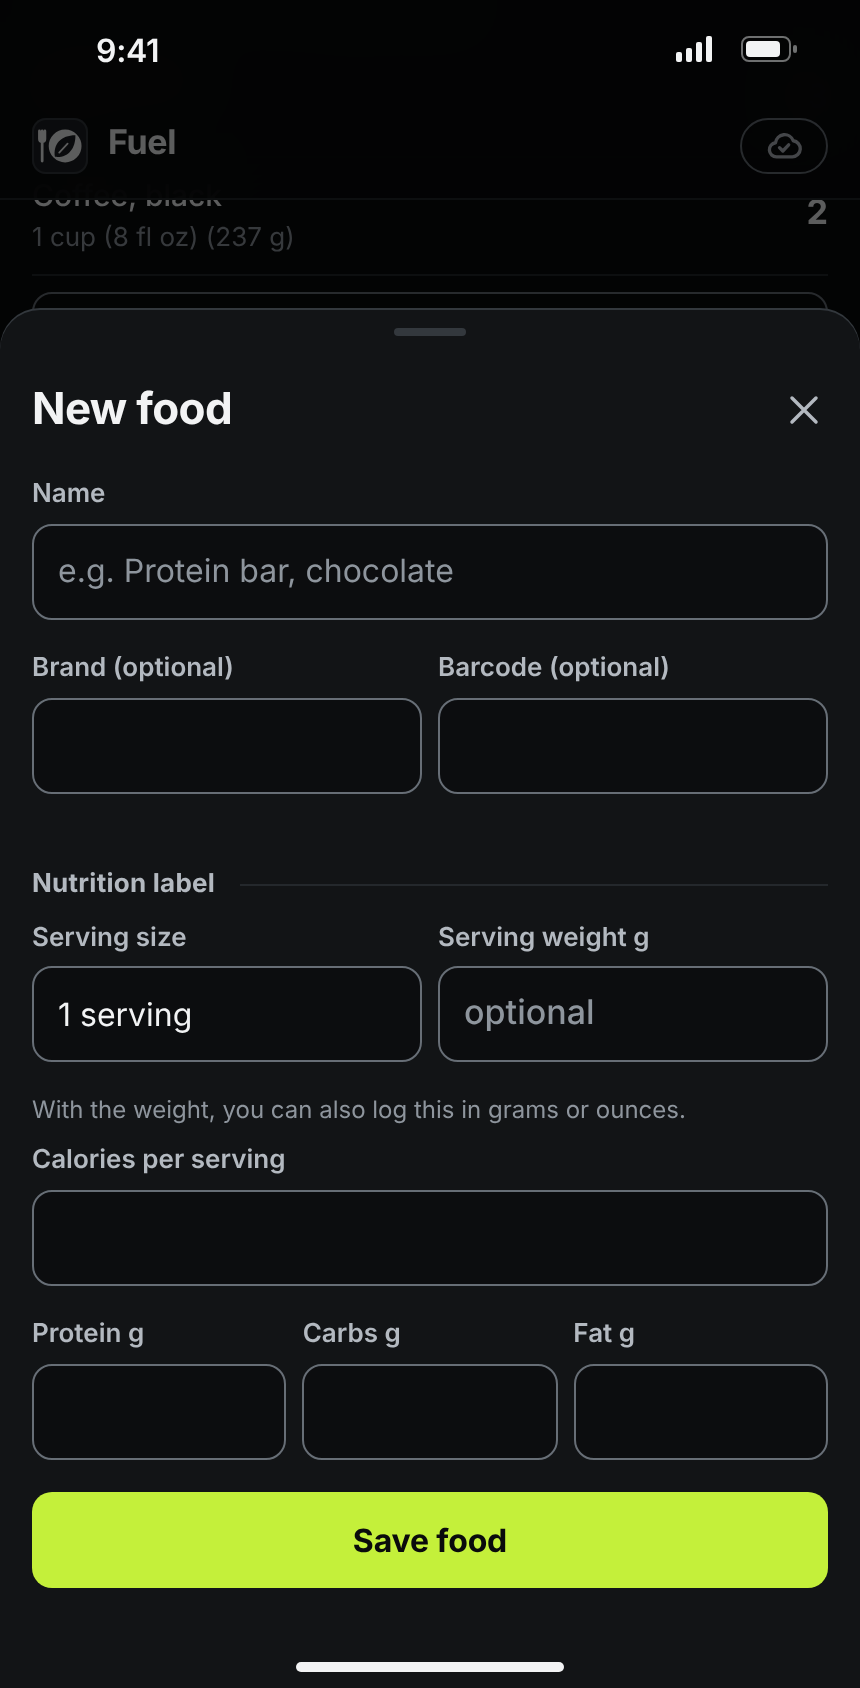 9:41
Fuel
Coffee, black
2
1 cup (8 fl oz) (237 g)
New food
Name
e.g. Protein bar, chocolate
Brand (optional)
Barcode (optional)
Nutrition label
Serving size
Serving weight g
1 serving
optional
With the weight, you can also log this in grams or ounces.
Calories per serving
Protein g
Carbs g
Fat g
Save food